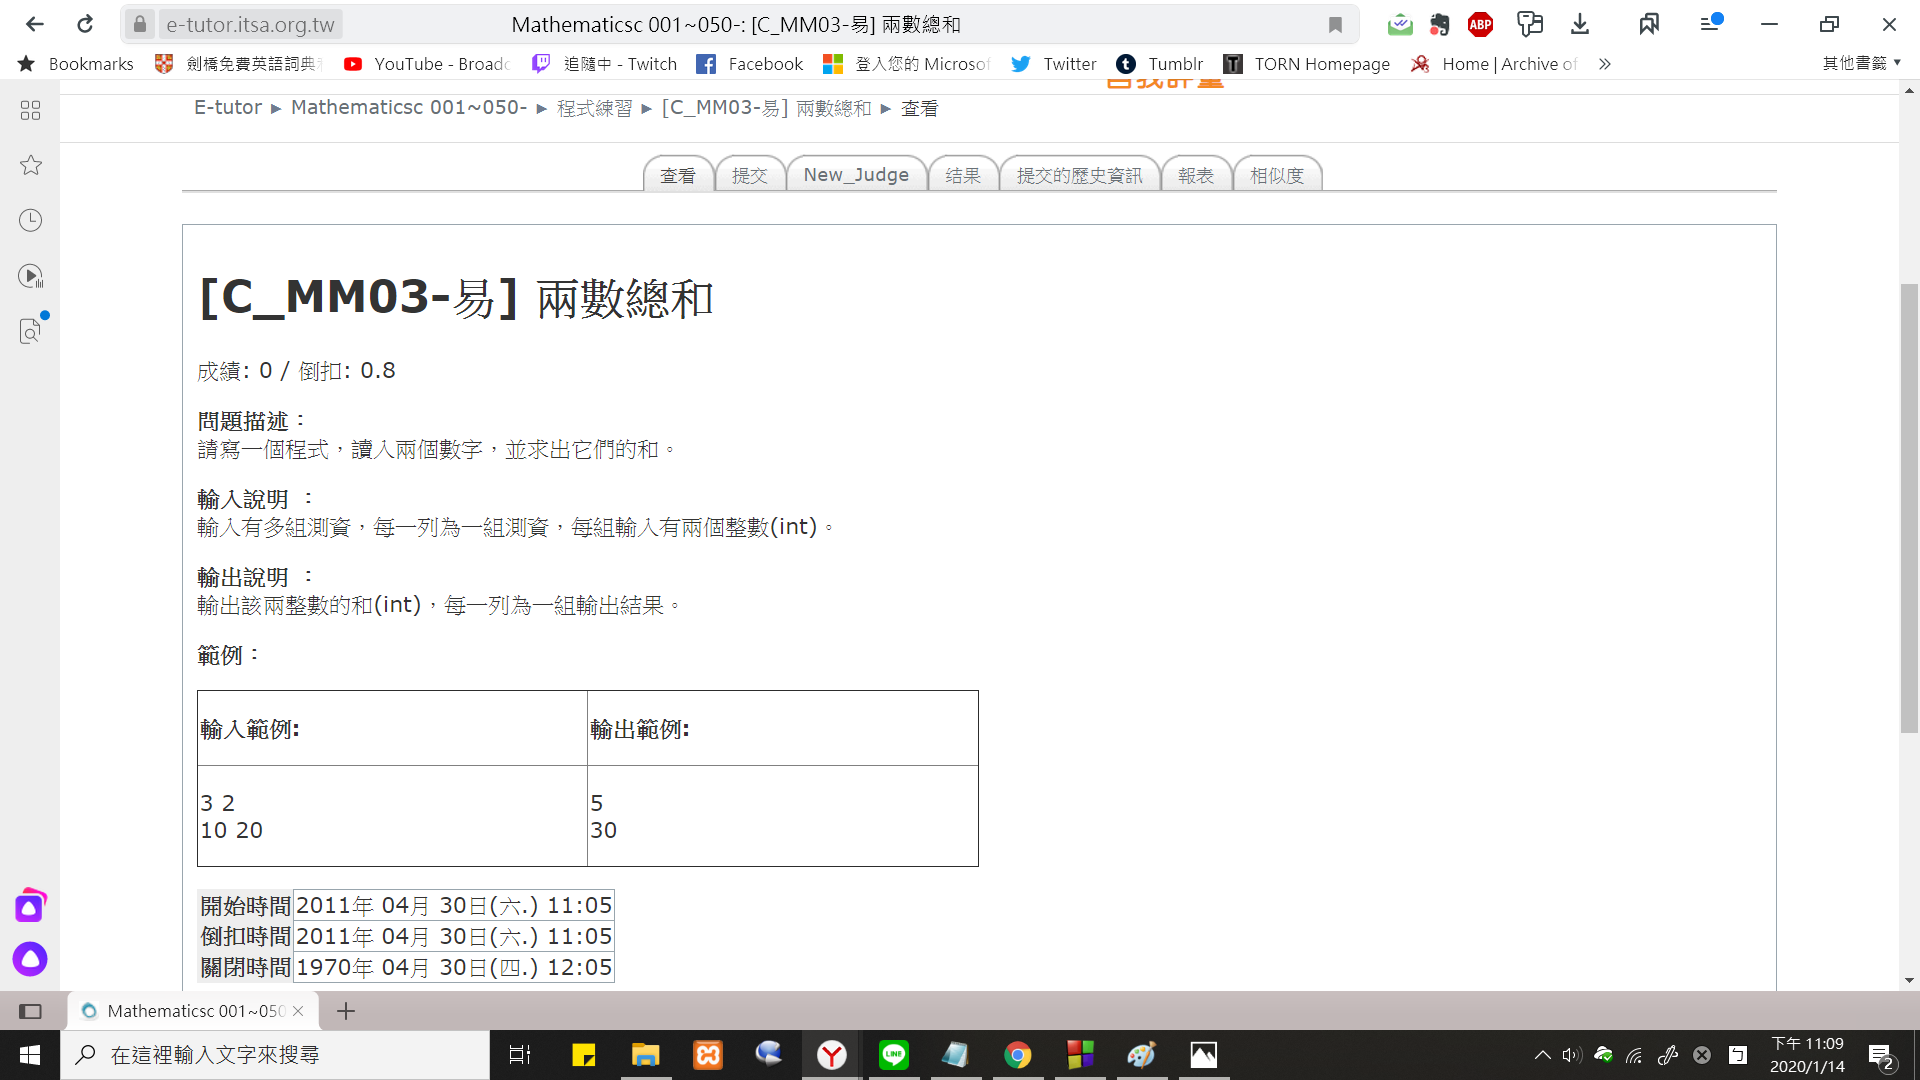 e-tutor.itsa.org.tw
Mathematicsc 001~050-: [C_MM03-易] 兩數總和
ABP
Bookmarks
劍橋免費英語詞典
YouTube - Broadc
追隨中 - Twitch
Facebook
登入您的 Microsof
Twitter
Tumblr
TORN Homepage
Home | Archive of
其他書籤
自我評量
E-tutor ► Mathematicsc 001~050- ► 程式練習 ► [C_MM03-易] 兩數總和 ► 查看
查看 提交 New_Judge 结果 提交的歷史資訊 報表 相似度
[C_MM03-易] 兩數總和
成績: 0 / 倒扣: 0.8
問題描述：
請寫一個程式，讀入兩個數字，並求出它們的和。
輸入說明 ：
輸入有多組測資，每一列為一組測資，每組輸入有兩個整數(int)。
輸出說明 ：
輸出該兩整數的和(int)，每一列為一組輸出結果。
範例：
輸入範例: 輸出範例:
3 2 5
10 20 30
開始時間 2011年 04月 30日(六.) 11:05
倒扣時間 2011年 04月 30日(六.) 11:05
關閉時間 1970年 04月 30日(四.) 12:05
Mathematicsc 001~050
在這裡輸入文字來搜尋
LINE
下午 11:09
2020/1/14
2